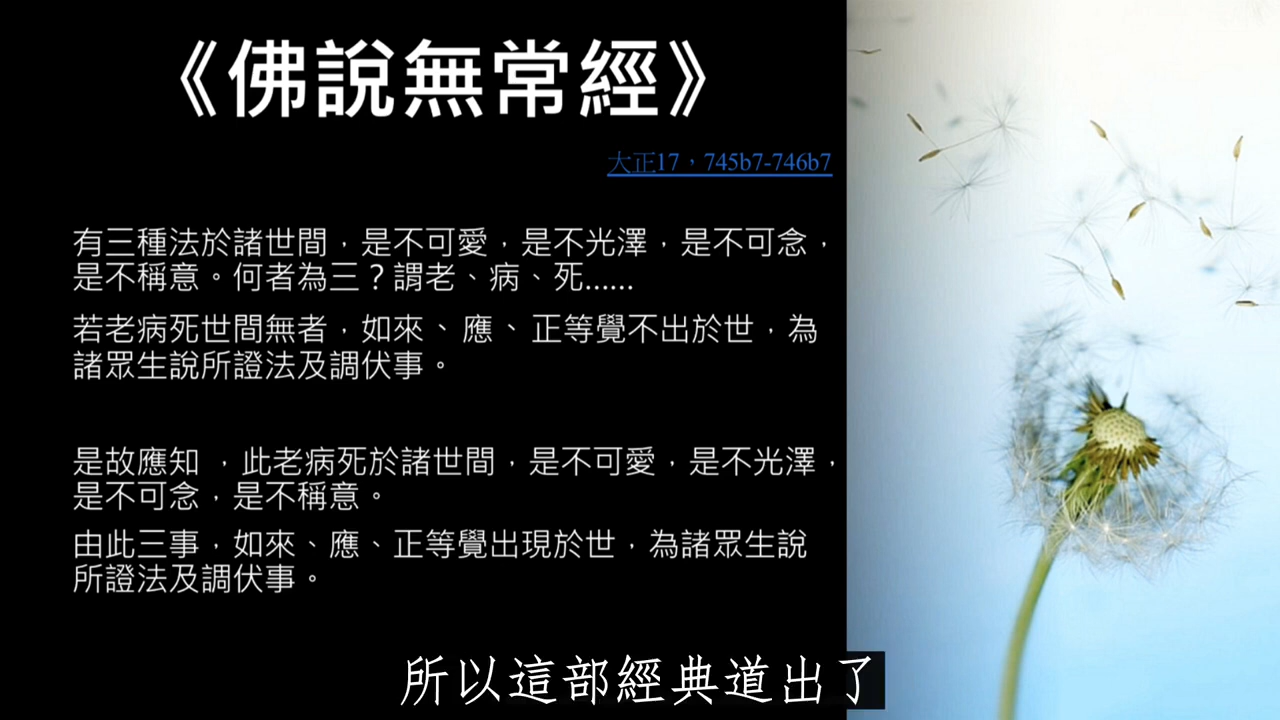 《佛說無常經》
大正17，745b7-746b7
有三種法於諸世間，是不可愛，是不光澤，是不可念，
是不稱意。何者為三？謂老、病、死......
若老病死世間無者，如來、應、正等覺不出於世，為
諸眾生說所證法及調伏事。
是故應知 ，此老病死於諸世間，是不可愛，是不光澤，
是不可念，是不稱意。
由此三事，如來、應、正等覺出現於世，為諸眾生說
所證法及調伏事。
所以這部經典道出了